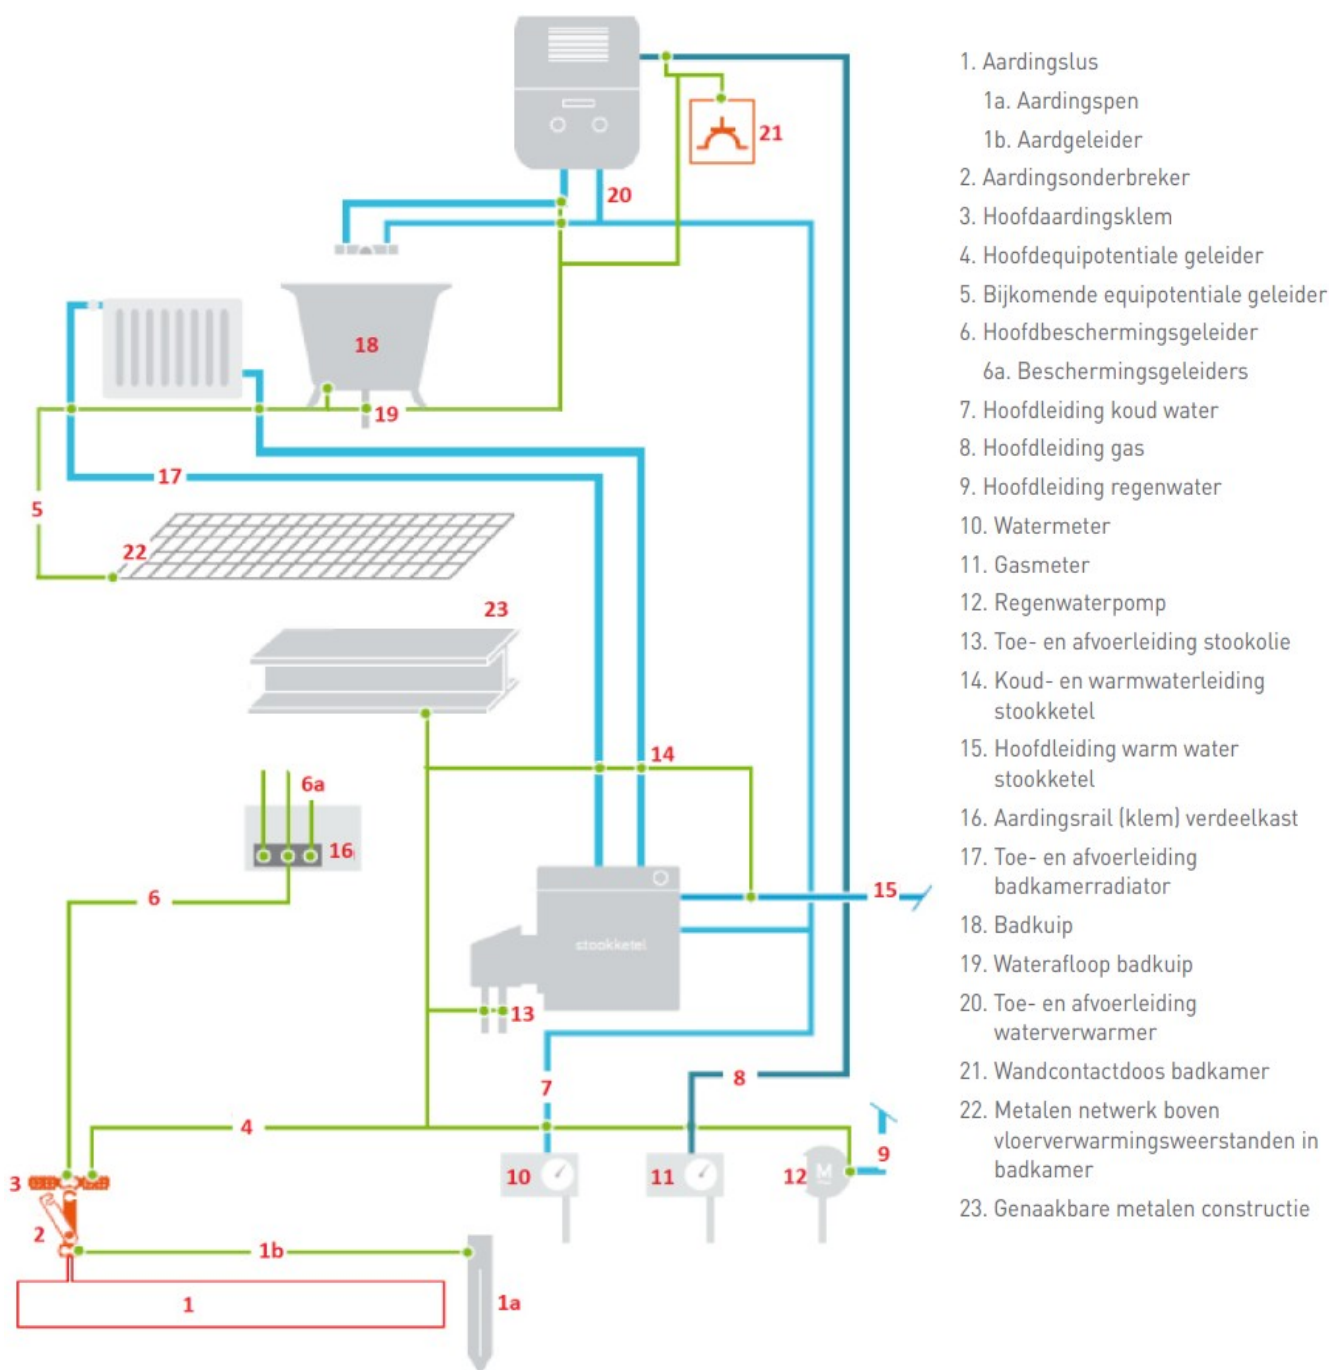 21
20
18
19
17
5
22
23
14
6a
16
6
15
stookketel
13
7
8
4
9
3
10
11
12
M
2
1b
1
1a
1. Aardingslus
1a. Aardingspen
1b. Aardgeleider
2. Aardingsonderbreker
3. Hoofdaardingsklem
4. Hoofdequipotentiale geleider
5. Bijkomende equipotentiale geleider
6. Hoofdbeschermingsgeleider
6a. Beschermingsgeleiders
7. Hoofdleiding koud water
8. Hoofdleiding gas
9. Hoofdleiding regenwater
10. Watermeter
11. Gasmeter
12. Regenwaterpomp
13. Toe- en afvoerleiding stookolie
14. Koud- en warmwaterleiding
stookketel
15. Hoofdleiding warm water
stookketel
16. Aardingsrail (klem) verdeelkast
17. Toe- en afvoerleiding
badkamerradiator
18. Badkuip
19. Waterafloop badkuip
20. Toe- en afvoerleiding
waterverwarmer
21. Wandcontactdoos badkamer
22. Metalen netwerk boven
vloerverwarmingsweerstanden in
badkamer
23. Genaakbare metalen constructie